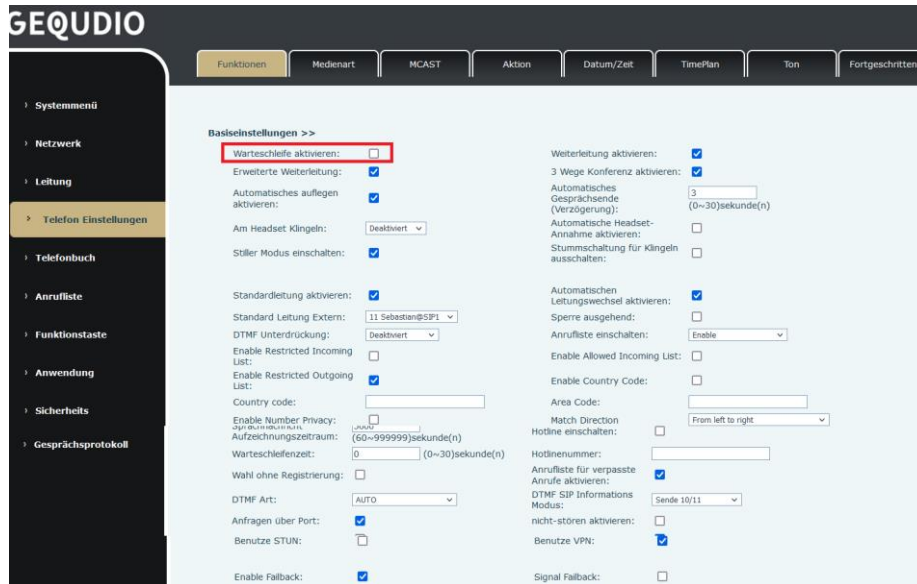 GEQUDIO
Funktionen Medienart MCAST Aktion Datum/Zeit TimePlan Ton Fortgeschritten
Systemmenü
Netzwerk
Leitung
Telefon Einstellungen
Telefonbuch
Anrufliste
Funktionstaste
Anwendung
Sicherheits
Gesprächsprotokoll
Basiseinstellungen >>
Warteschleife aktivieren: Weiterleitung aktivieren:
Erweiterte Weiterleitung: 3 Wege Konferenz aktivieren:
Automatisches auflegen
aktivieren:
Automatisches
Gesprächsende
(Verzögerung):
3
(0~30)sekunde(n)
Am Headset Klingeln: Deaktiviert
Automatische Headset-
Annahme aktivieren:
Stiller Modus einschalten:
Stummschaltung für Klingeln
ausschalten:
Standardleitung aktivieren:
Automatischen
Leitungswechsel aktivieren:
Standard Leitung Extern: 11 Sebastian@SIP1 Sperre ausgehend:
DTMF Unterdrückung: Deaktiviert Anrufliste einschalten: Enable
Enable Restricted Incoming
List:
Enable Allowed Incoming List:
Enable Restricted Outgoing
List:
Enable Country Code:
Country code: Area Code:
Enable Number Privacy: Match Direction From left to right
Sprachnachricht
Aufzeichnungszeitraum: (60~999999)sekunde(n)
Hotline einschalten:
Warteschleifenzeit: 0 (0~30)sekunde(n) Hotlinenummer:
Wahl ohne Registrierung:
Anrufliste für verpasste
Anrufe aktivieren:
DTMF Art: AUTO
DTMF SIP Informations
Modus:
Sende 10/11
Anfragen über Port: nicht-stören aktivieren:
Benutze STUN: Benutze VPN:
Enable Failback: Signal Failback: